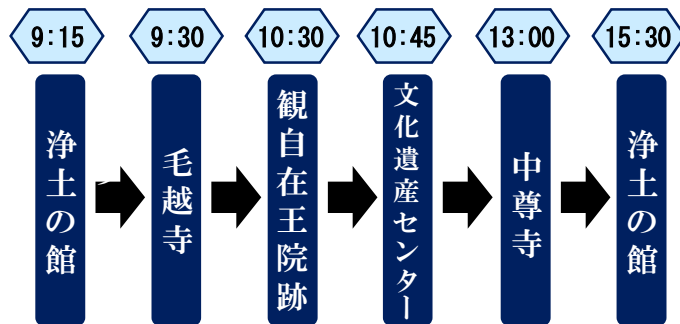 9:15
9:30
10:30
10:45
13:00
15:30
浄土の館
毛越寺
観自在王院跡
文化遺産センター
中尊寺
浄土の館